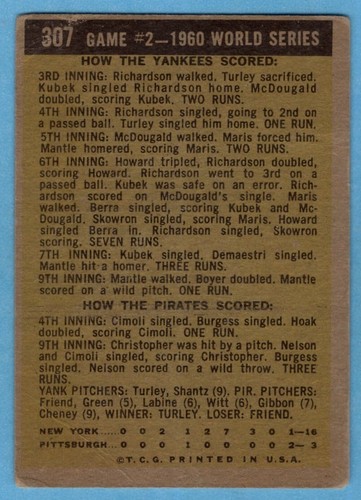 307 GAME #2—1960 WORLD SERIES
HOW THE YANKEES SCORED:
3RD INNING: Richardson walked. Turley sacrificed.
Kubek singled Richardson home. McDougald
doubled, scoring Kubek. TWO RUNS.
4TH INNING: Richardson singled, going to 2nd on
a passed ball. Turley singled him home. ONE RUN.
5TH INNING: McDougald walked. Maris forced him.
Mantle homered, scoring Maris. TWO RUNS.
6TH INNING: Howard tripled, Richardson doubled,
scoring Howard. Richardson went to 3rd on a
passed ball. Kubek was safe on an error. Rich-
ardson scored on McDougald's single. Maris
walked. Berra singled, scoring Kubek and Mc-
Dougald. Skowron singled, scoring Maris. Howard
singled Berra in. Richardson singled, scoring
Skowron. SEVEN RUNS.
7TH INNING: Kubek singled, Demaestri singled.
Mantle hit a homer. THREE RUNS.
9TH INNING: Mantle walked. Boyer doubled. Mantle
scored on a wild pitch. ONE RUN.
HOW THE PIRATES SCORED:
4TH INNING: Cimoli singled. Burgess singled. Hoak
doubled, scoring Cimoli. ONE RUN.
9TH INNING: Christopher was hit by a pitch. Nelson
and Cimoli singled, scoring Christopher. Burgess
singled. Nelson scored on a wild throw. THREE
RUNS.
YANK PITCHERS: Turley, Shantz (9). PIR. PITCHERS:
Friend, Green (5), Labine (6), Witt (6), Gibbon (7),
Cheney (9), WINNER: TURLEY. LOSER: FRIEND.
NEW YORK 0 0 2 1 2 7 3 0 1—16
PITTSBURGH 0 0 0 1 0 0 0 0 2— 3
© T.C.G. PRINTED IN U.S.A.